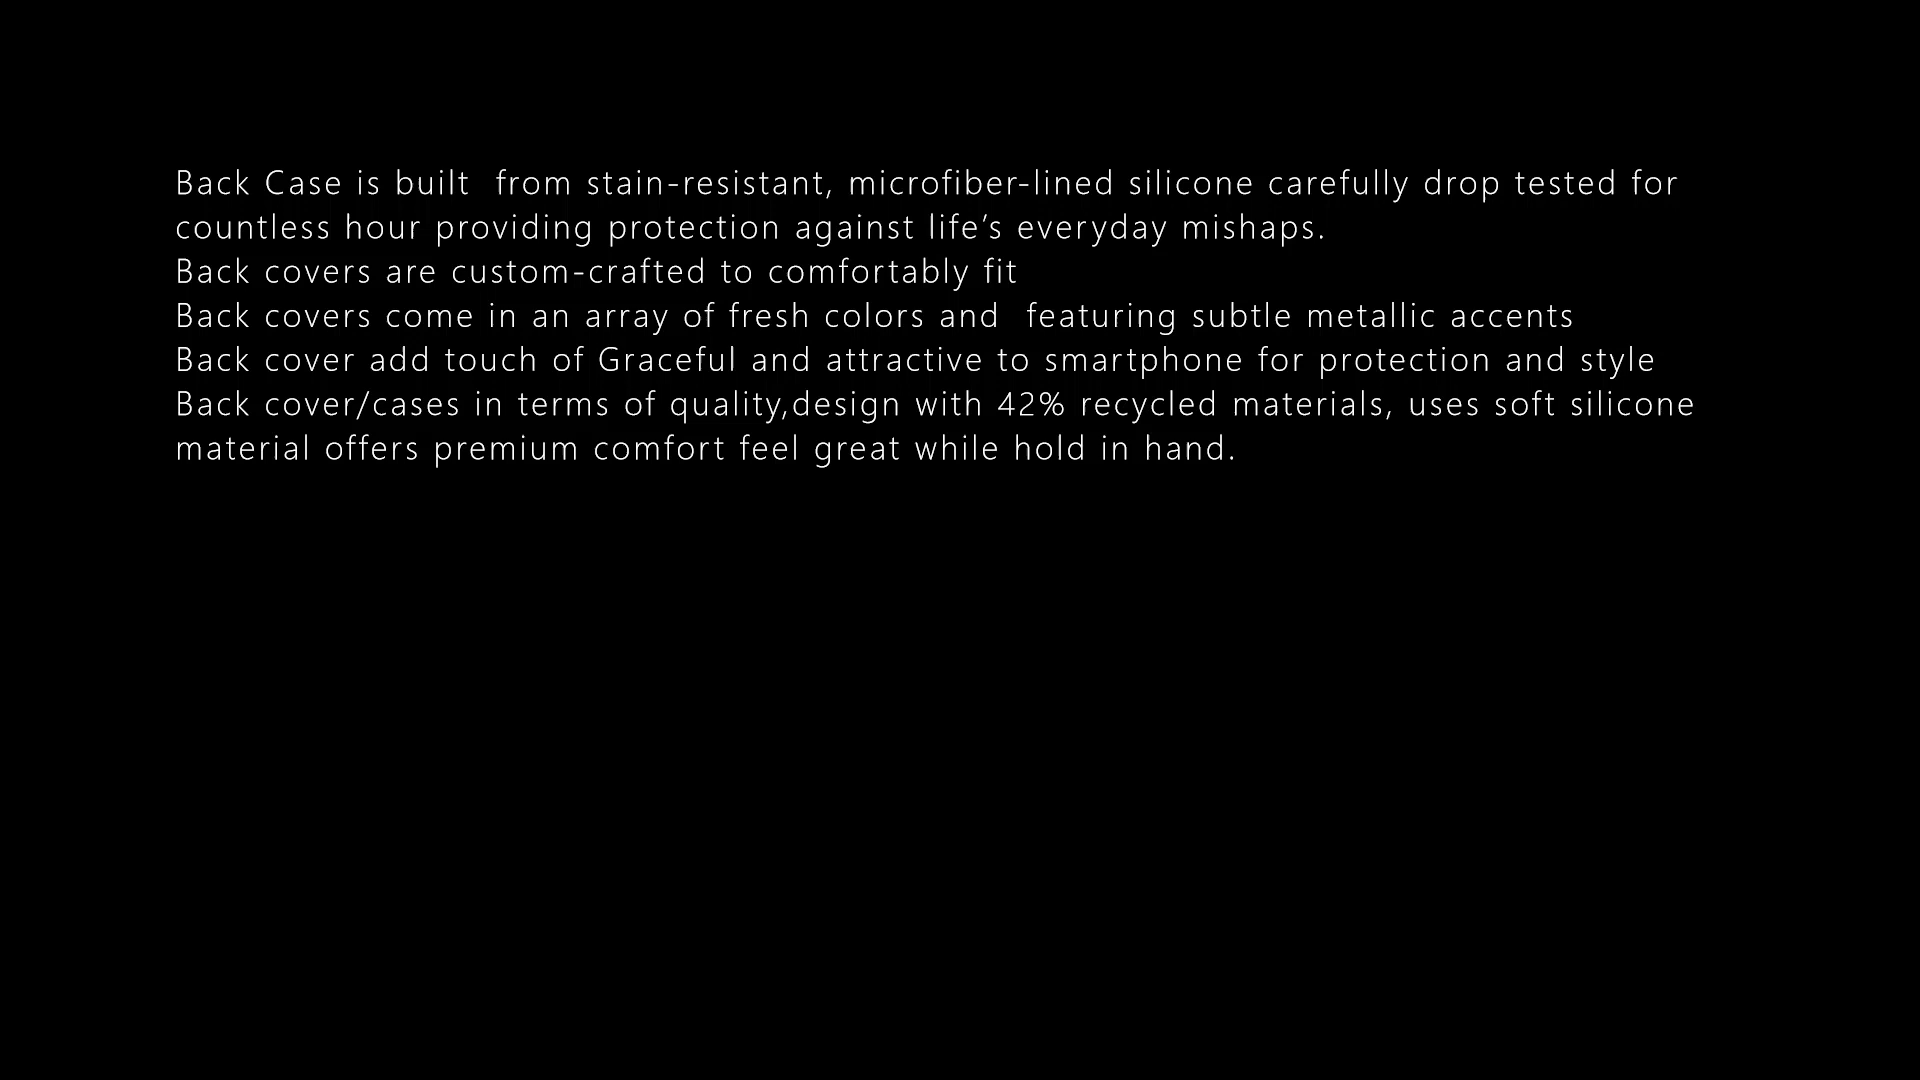 Back Case is built  from stain-resistant, microfiber-lined silicone carefully drop tested for
countless hour providing protection against life’s everyday mishaps.
Back covers are custom-crafted to comfortably fit
Back covers come in an array of fresh colors and  featuring subtle metallic accents
Back cover add touch of Graceful and attractive to smartphone for protection and style
Back cover/cases in terms of quality,design with 42% recycled materials, uses soft silicone
material offers premium comfort feel great while hold in hand.